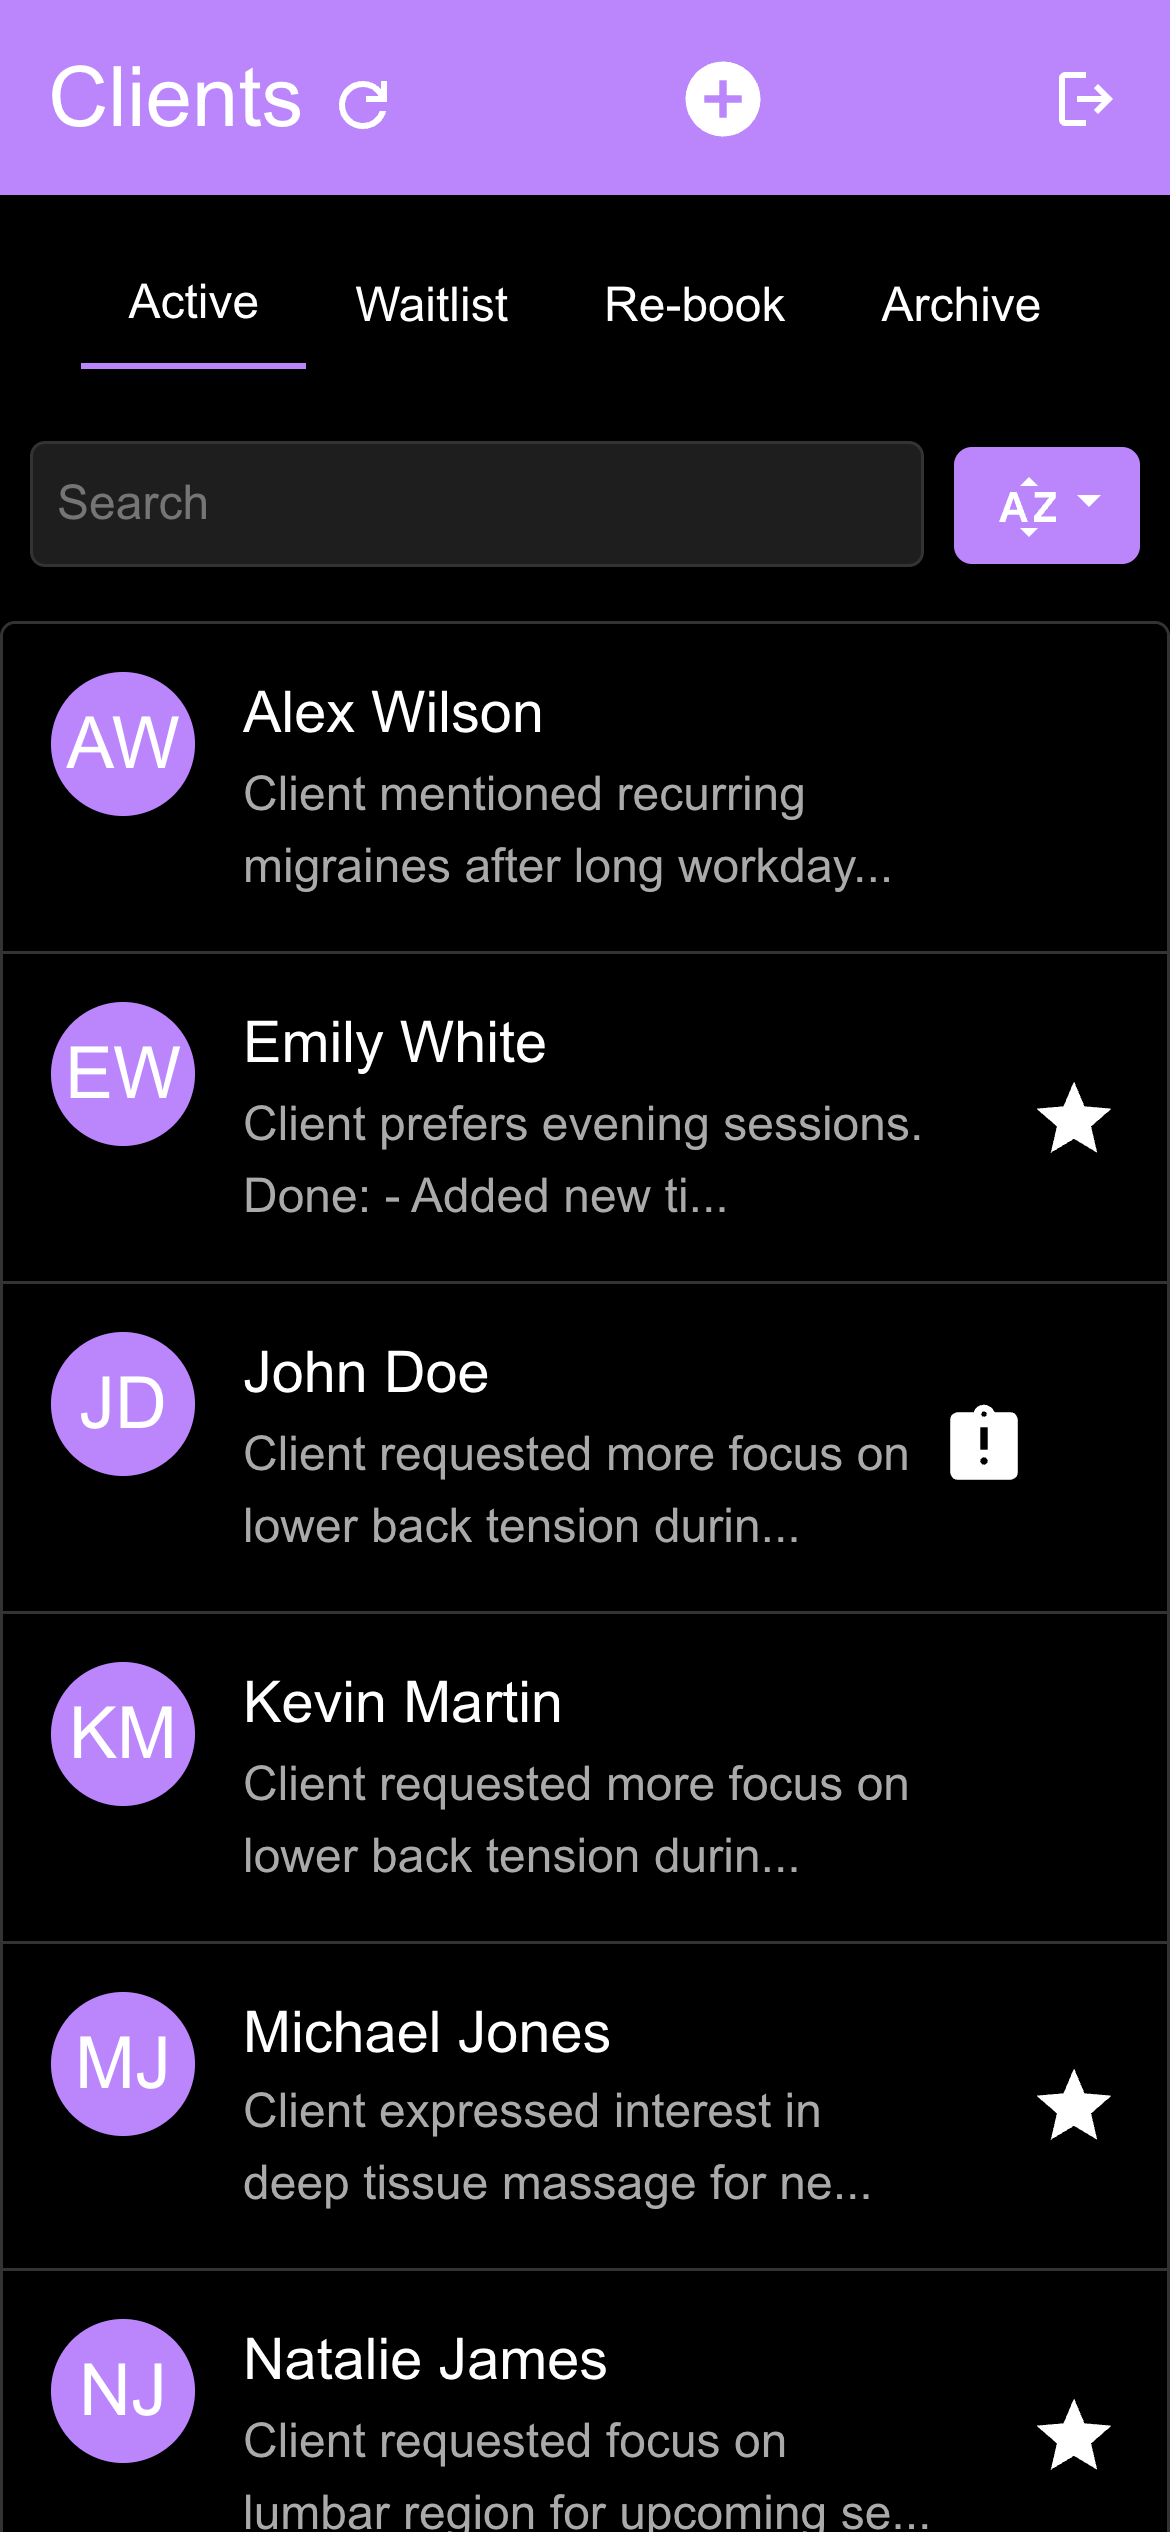 Clients
Active Waitlist Re-book Archive
Search
AZ
AW
Alex Wilson
Client mentioned recurring
migraines after long workday...
EW
Emily White
Client prefers evening sessions.
Done: - Added new ti...
JD
John Doe
Client requested more focus on
lower back tension durin...
KM
Kevin Martin
Client requested more focus on
lower back tension durin...
MJ
Michael Jones
Client expressed interest in
deep tissue massage for ne...
NJ
Natalie James
Client requested focus on
lumbar region for upcoming se...